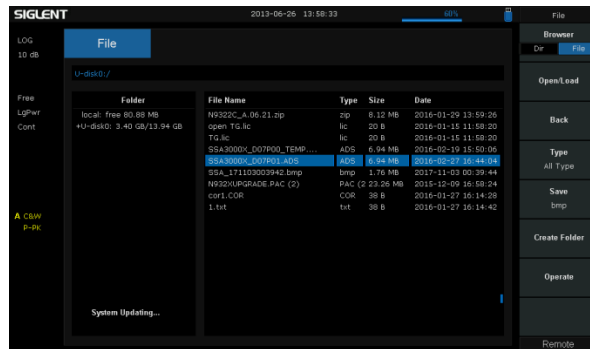 SIGLENT 2013-06-26 13:58:33 60% File
LOG
10 dB
Free
LgPwr
Cont
A C&W
P-PK
File
U-disk0:/
Folder
local: free 80.88 MB
+U-disk0: 3.40 GB/13.94 GB
System Updating...
File Name Type Size Date
N9322C_A.06.21.zip zip 8.12 MB 2016-01-29 13:59:26
open TG.lic lic 20 B 2016-01-15 11:58:20
TG.lic lic 20 B 2016-01-15 11:58:20
SSA3000X_D07P00_TEMP.... ADS 6.94 MB 2016-02-19 15:50:06
SSA3000X_D07P01.ADS ADS 6.94 MB 2016-02-27 16:44:04
SSA_171103003942.bmp bmp 1.76 MB 2017-11-03 00:39:44
N932XUPGRADE.PAC (2) PAC (2 23.26 MB 2015-12-09 16:58:24
cor1.COR COR 38 B 2016-01-27 16:14:28
1.txt txt 38 B 2016-01-27 16:14:42
Browser
Dir File
Open/Load
Back
Type
All Type
Save
bmp
Create Folder
Operate
Remote